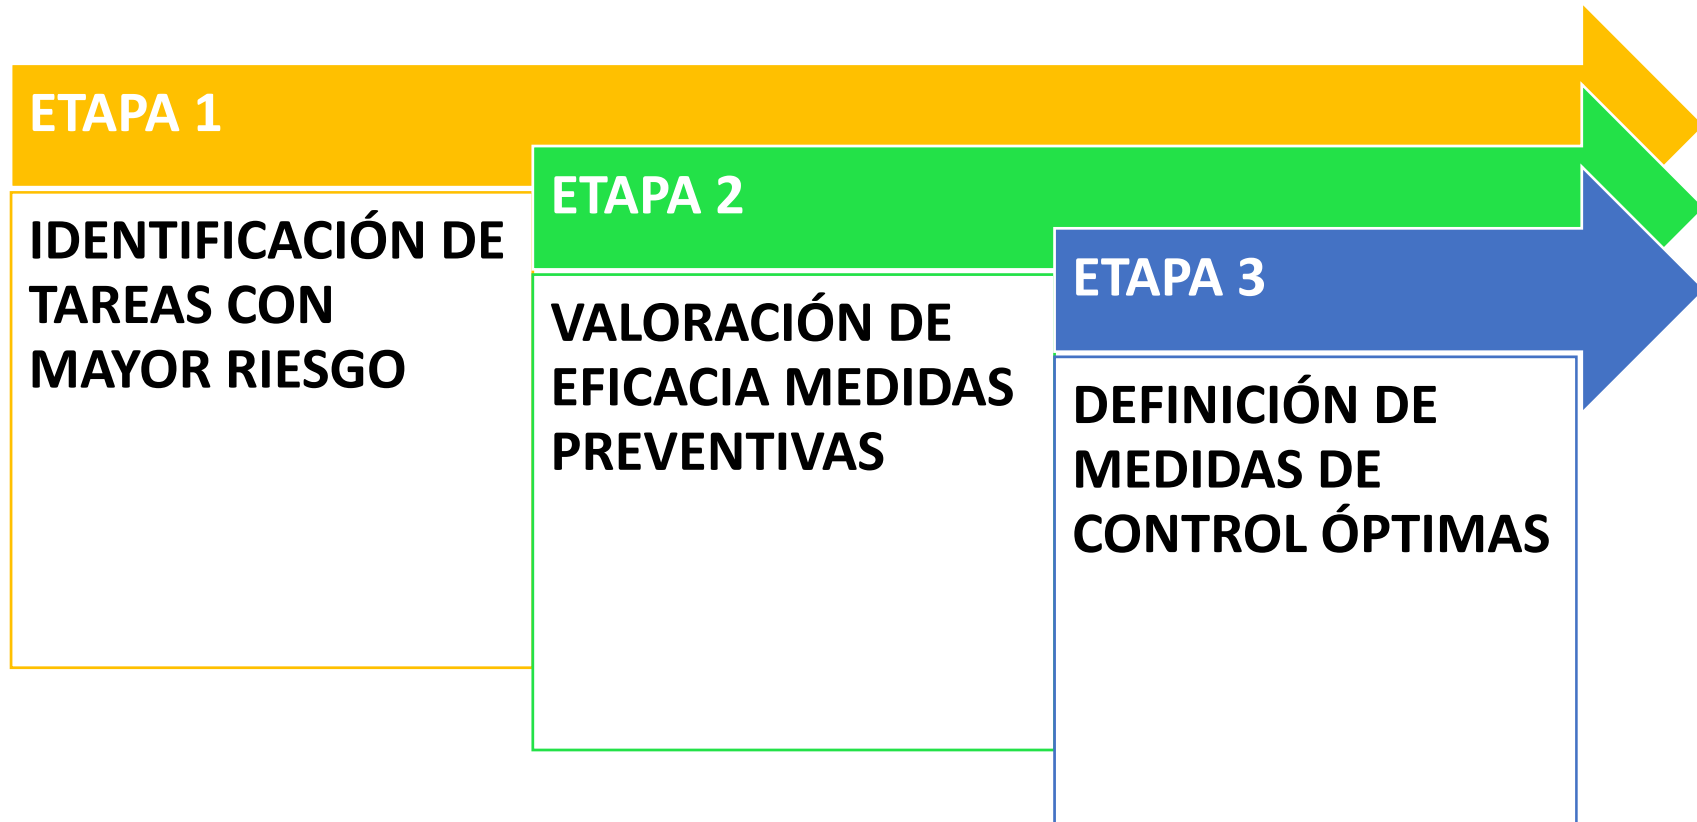 ETAPA 1
IDENTIFICACIÓN DE
TAREAS CON
MAYOR RIESGO
ETAPA 2
VALORACIÓN DE
EFICACIA MEDIDAS
PREVENTIVAS
ETAPA 3
DEFINICIÓN DE
MEDIDAS DE
CONTROL ÓPTIMAS